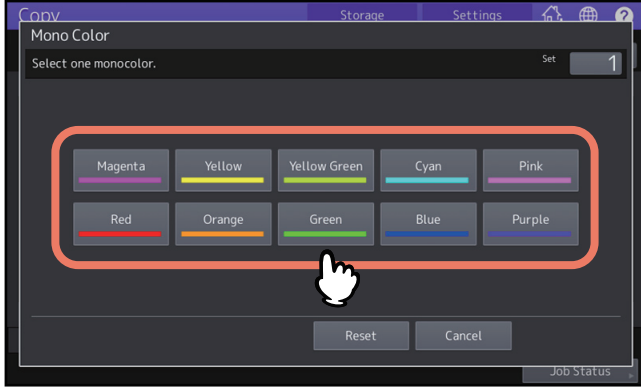 Copy Storage Settings
Mono Color
Select one monocolor. Set 1
Magenta Yellow Yellow Green Cyan Pink
Red Orange Green Blue Purple
Reset Cancel
Job Status